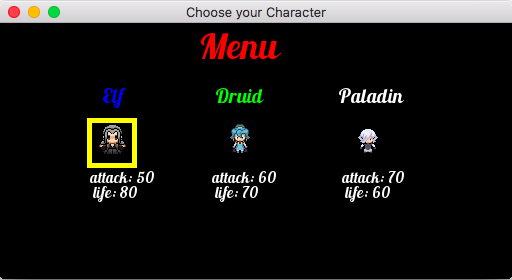 Choose your Character
Menu
Elf Druid Paladin
attack: 50 attack: 60 attack: 70
life: 80 life: 70 life: 60